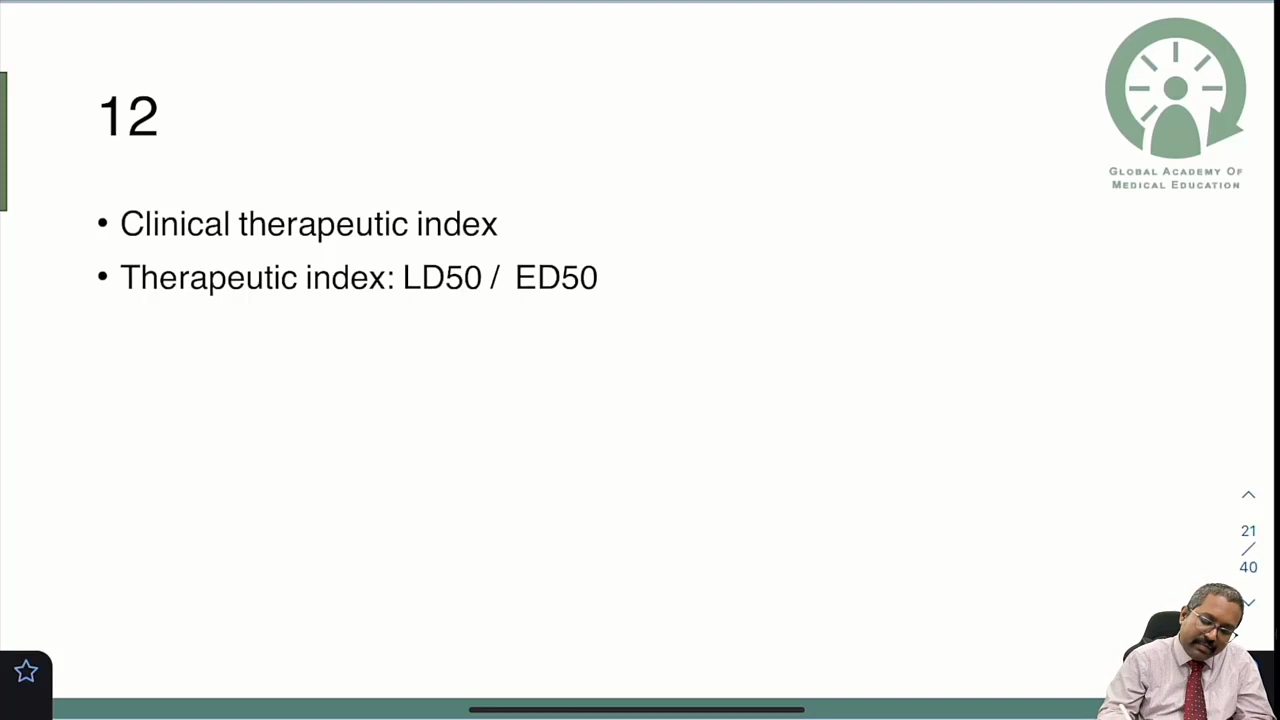 12
• Clinical therapeutic index
• Therapeutic index: LD50 / ED50
GLOBAL ACADEMY OF
MEDICAL EDUCATION
21
/
40